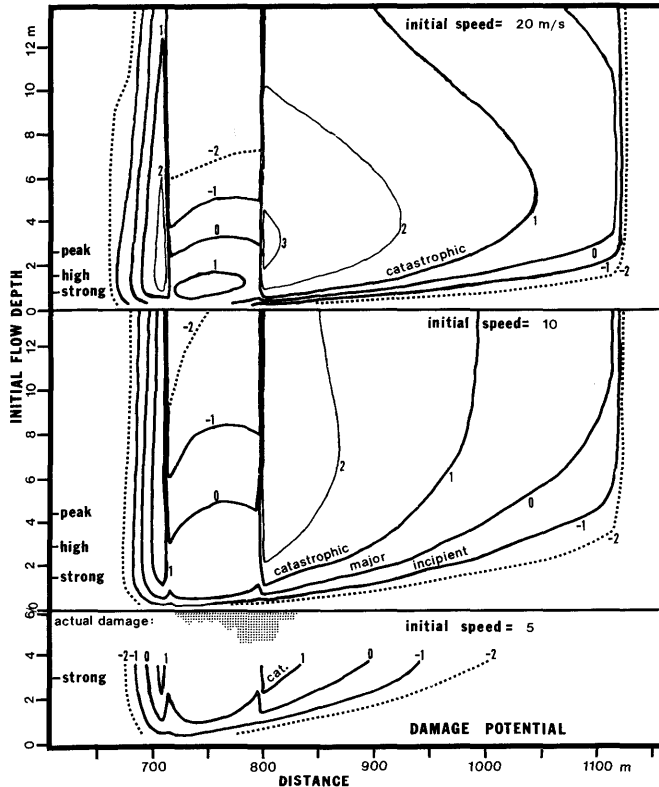 initial speed= 20 m/s
12 m
10
8
6
4
2
0
peak
high
strong
1
2
-2
-1
0
1
3
2
1
catastrophic
0
-1
-2
INITIAL FLOW DEPTH
initial speed= 10
12
10
8
6
4
2
0
peak
high
strong
-2
-1
0
1
2
1
0
-1
-2
catastrophic
major
incipient
actual damage:
initial speed= 5
6
4
2
0
strong
-2 -1 0 1
cat.
1
0
-1
-2
DAMAGE POTENTIAL
700
800
900
1000
1100 m
DISTANCE